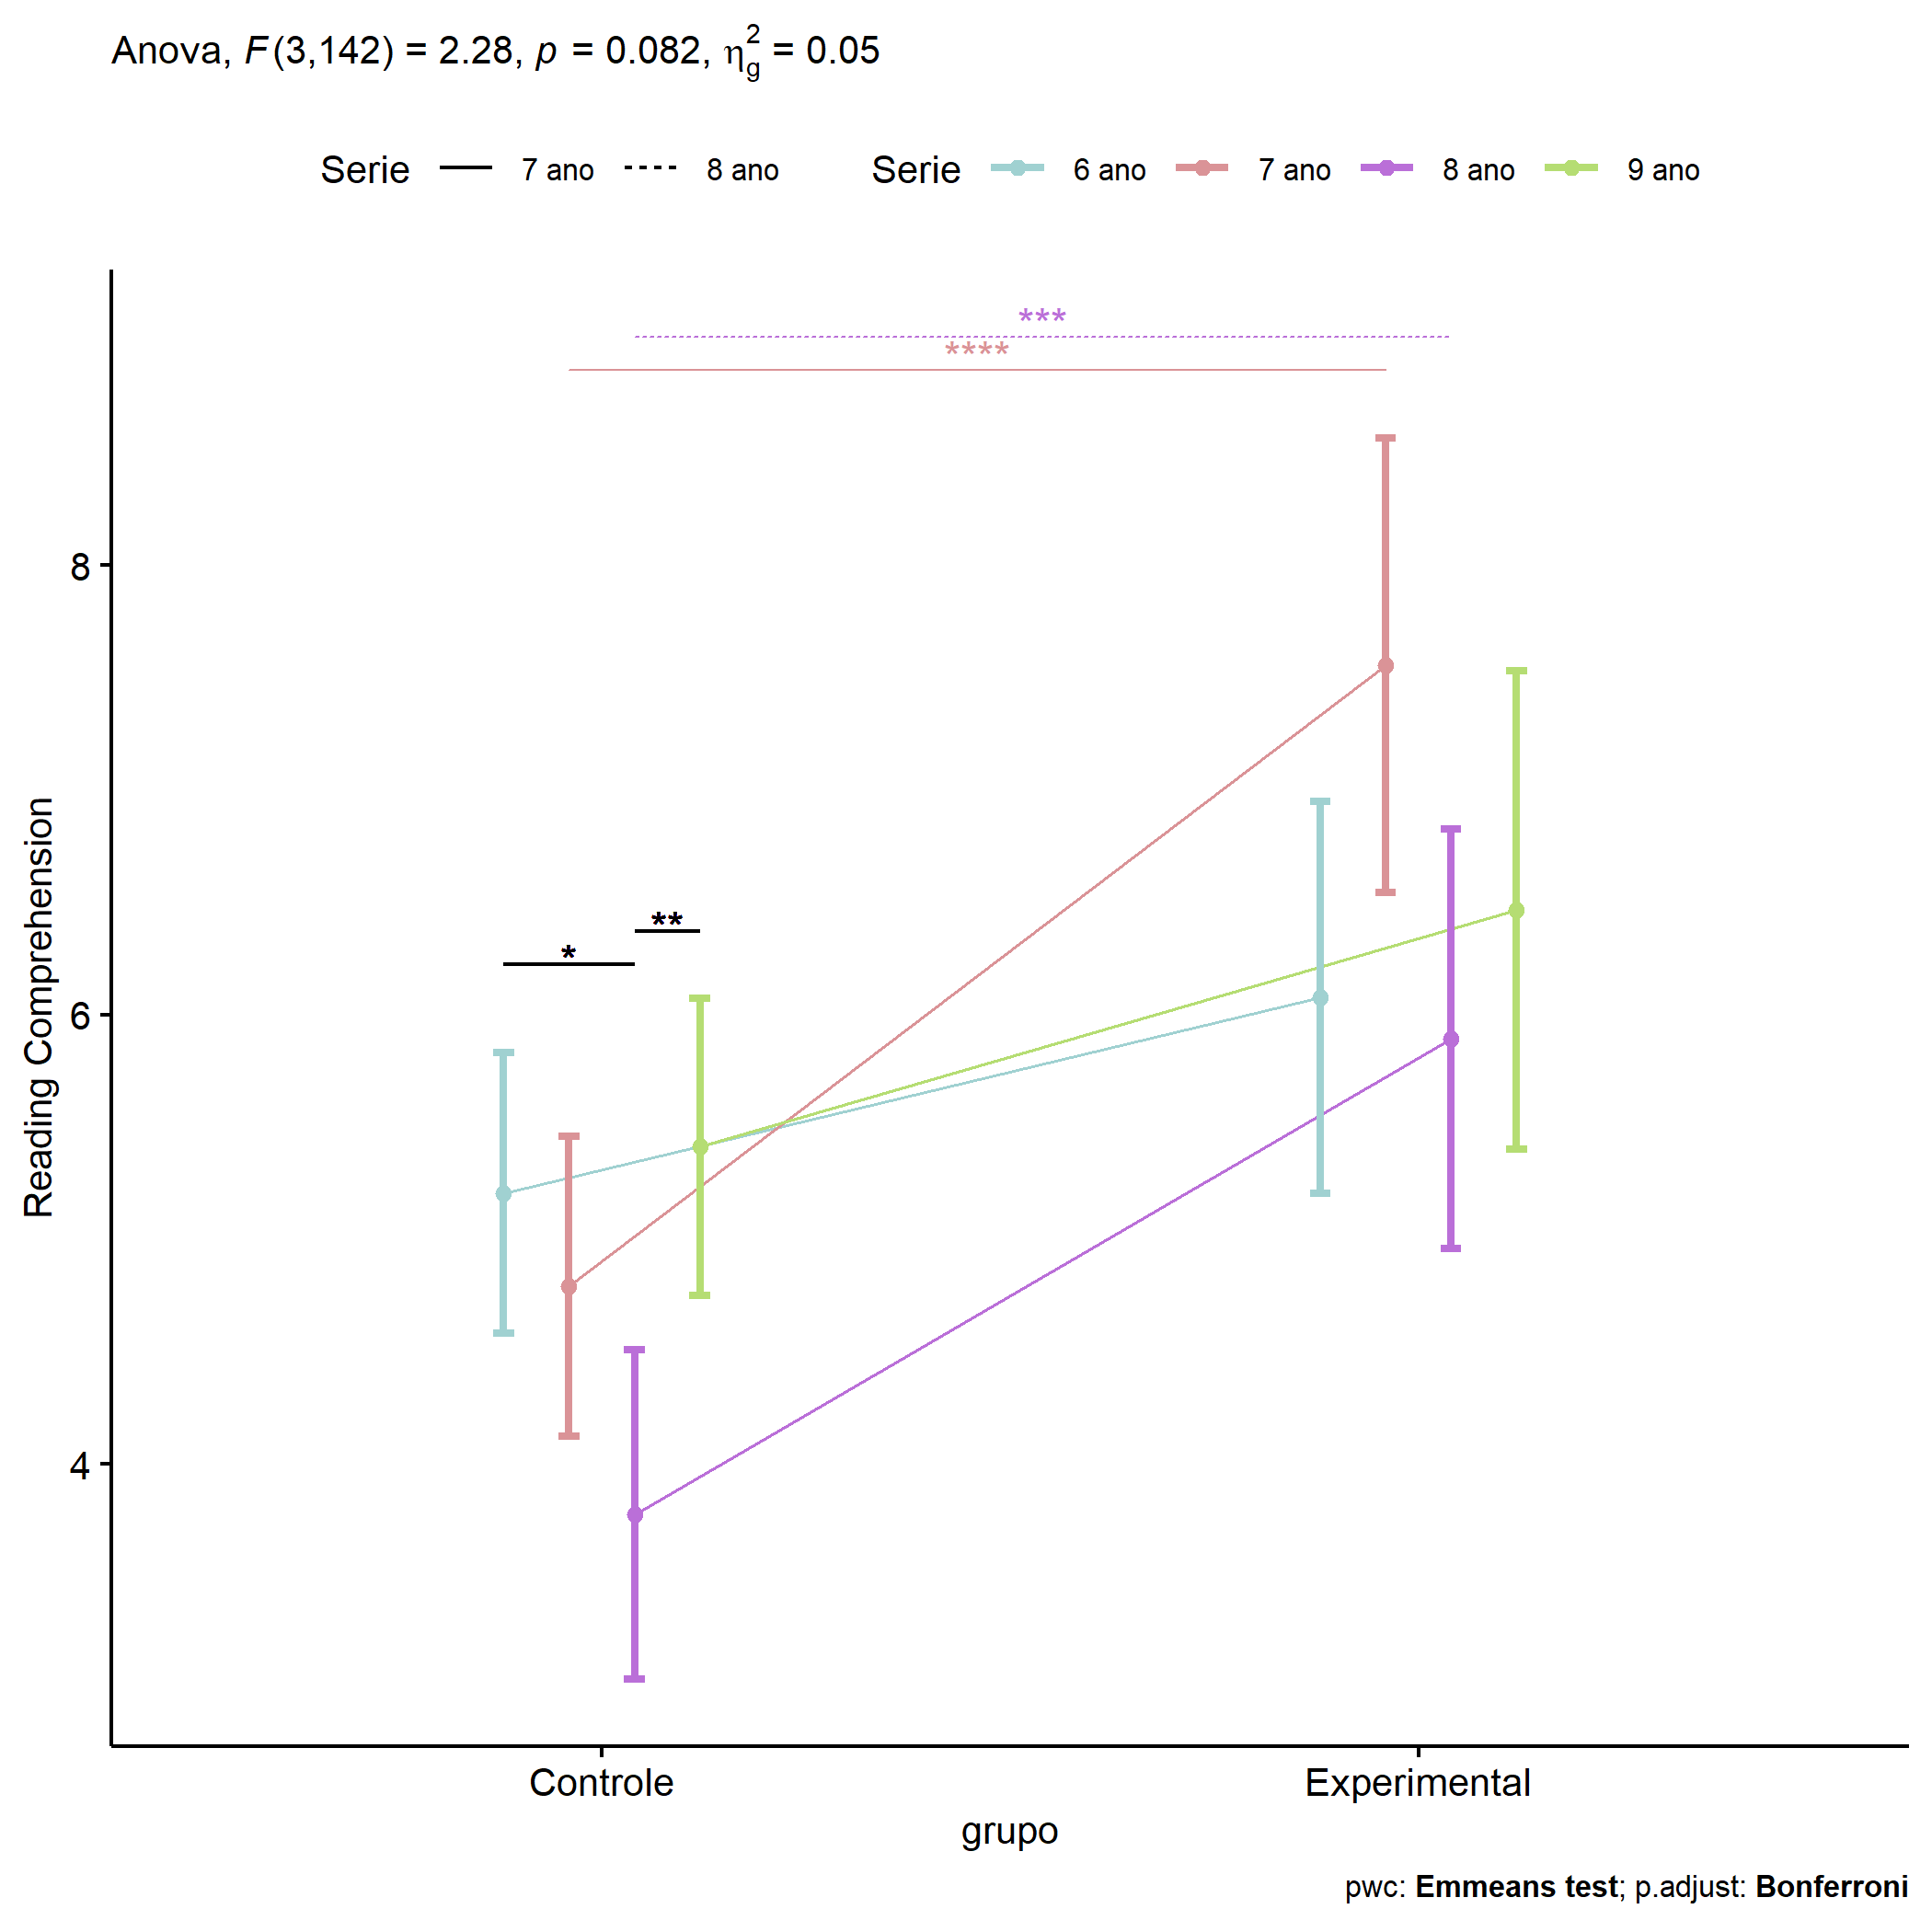 Anova, F(3,142) = 2.28, p = 0.082, η²g = 0.05
Serie 7 ano 8 ano Serie 6 ano 7 ano 8 ano 9 ano
***
****
8
**
*
6
4
Reading Comprehension
Controle Experimental
grupo
pwc: Emmeans test; p.adjust: Bonferroni